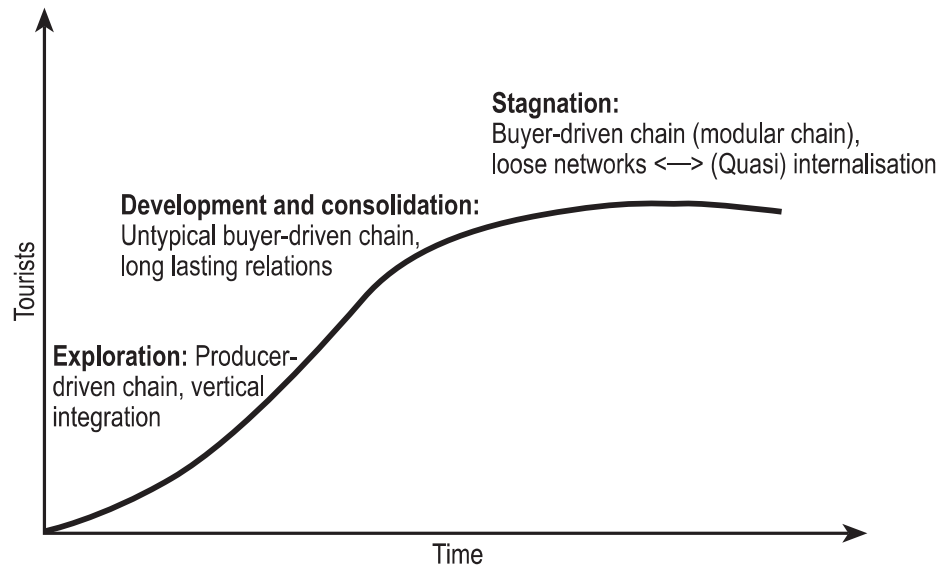 Stagnation:
Buyer-driven chain (modular chain),
loose networks <—> (Quasi) internalisation
Development and consolidation:
Untypical buyer-driven chain,
long lasting relations
Tourists
Exploration: Producer-
driven chain, vertical
integration
Time